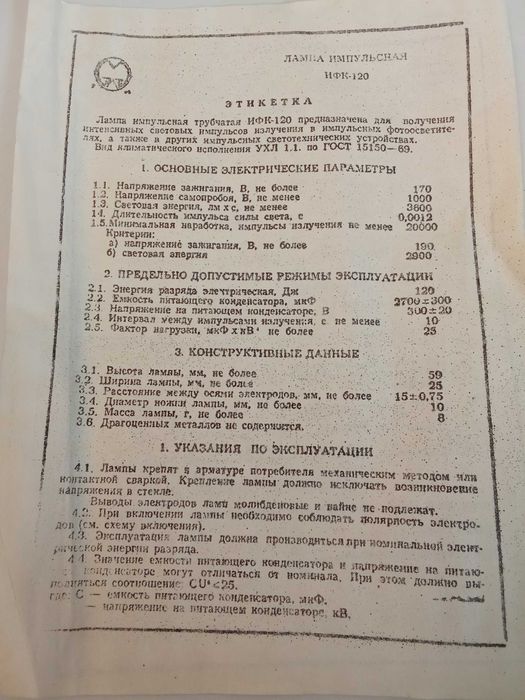 ЛАМПА ИМПУЛЬСНАЯ
ИФК-120
ЭТИКЕТКА
Лампа импульсная трубчатая ИФК-120 предназначена для получения
интенсивных световых импульсов излучения в импульсных фотоосветите-
лях, а также в других импульсных светотехнических устройствах.
Вид климатического исполнения УХЛ 1.1. по ГОСТ 15150—69.
1. ОСНОВНЫЕ ЭЛЕКТРИЧЕСКИЕ ПАРАМЕТРЫ
1.1. Напряжение зажигания, В, не более 170
1.2. Напряжение самопробоя, В, не менее 1000
1.3. Световая энергия, лм х с, не менее 3600
1.4. Длительность импульса силы света, с 0,0012
1.5. Минимальная наработка, импульсы излучения не менее 20000
Критерии:
а) напряжение зажигания, В, не более 190
б) световая энергия 2900
2. ПРЕДЕЛЬНО ДОПУСТИМЫЕ РЕЖИМЫ ЭКСПЛУАТАЦИИ
2.1. Энергия разряда электрическая, Дж 120
2.2. Емкость питающего конденсатора, мкФ 2700±300
2.3. Напряжение на питающем конденсаторе, В 300±20
2.4. Интервал между импульсами излучения, с. не менее 10
2.5. Фактор нагрузки, мкФ х кВ⁴ не более 25
3. КОНСТРУКТИВНЫЕ ДАННЫЕ
3.1. Высота лампы, мм, не более 59
3.2. Ширина лампы, мм, не более 25
3.3. Расстояние между осями электродов, мм, не более 15±0,75
3.4. Диаметр ножки лампы, мм, не более 10
3.5. Масса лампы, г, не более 8
3.6. Драгоценных металлов не содержится.
1. УКАЗАНИЯ ПО ЭКСПЛУАТАЦИИ
4.1. Лампы крепят в арматуре потребителя механическим методом или
контактной сваркой. Крепление лампы должно исключать возникновение
напряжения в стекле.
Выводы электродов ламп молибденовые и пайке не подлежат.
4.2. При включении лампы необходимо соблюдать полярность электро-
дов (см. схему включения).
4.3. Эксплуатация лампы должна производиться при номинальной элект-
рической энергии разряда.
4.4. Значение емкости питающего конденсатора и напряжение на питаю-
конденсаторе могут отличаться от номинала. При этом должно вы-
полняться соотношение: CU⁴<25.
где: С — емкость питающего конденсатора, мкФ.
— напряжение на питающем конденсаторе, кВ.